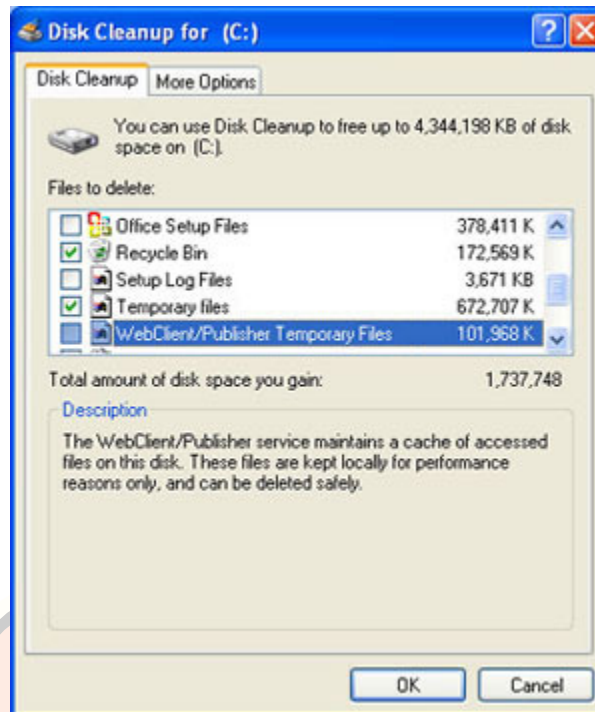 Disk Cleanup for (C:)
Disk Cleanup
More Options
You can use Disk Cleanup to free up to 4,344,198 KB of disk
space on (C:).
Files to delete:
Office Setup Files 378,411 K
Recycle Bin 172,569 K
Setup Log Files 3,671 KB
Temporary files 672,707 K
WebClient/Publisher Temporary Files 101,968 K
Total amount of disk space you gain: 1,737,748
Description
The WebClient/Publisher service maintains a cache of accessed
files on this disk. These files are kept locally for performance
reasons only, and can be deleted safely.
OK
Cancel